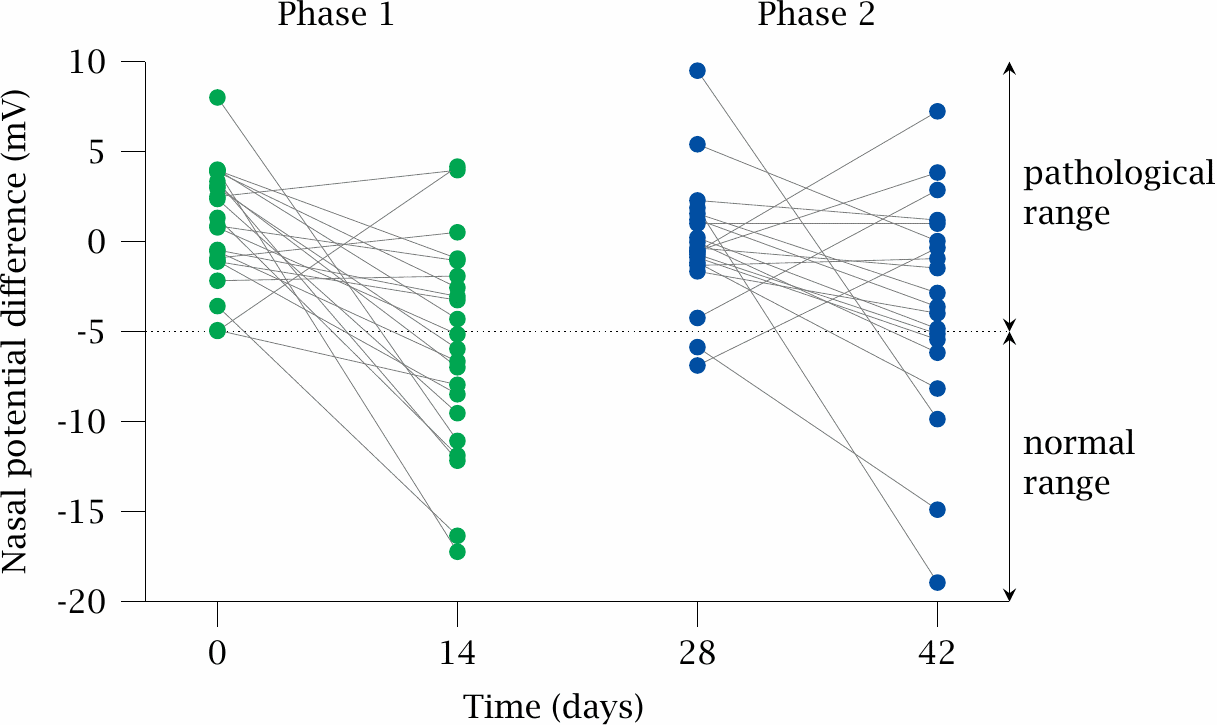 Phase 1
Phase 2
Nasal potential difference (mV)
10
5
0
-5
-10
-15
-20
pathological
range
normal
range
0
14
28
42
Time (days)